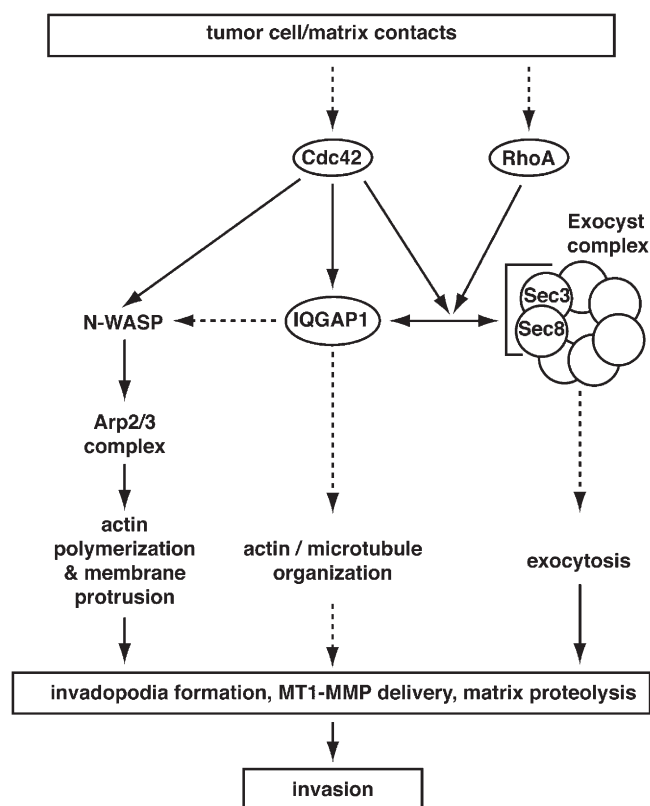 tumor cell/matrix contacts
Cdc42
RhoA
Exocyst
complex
Sec3
Sec8
N-WASP
IQGAP1
Arp2/3
complex
actin
polymerization
& membrane
protrusion
actin / microtubule
organization
exocytosis
invadopodia formation, MT1-MMP delivery, matrix proteolysis
invasion